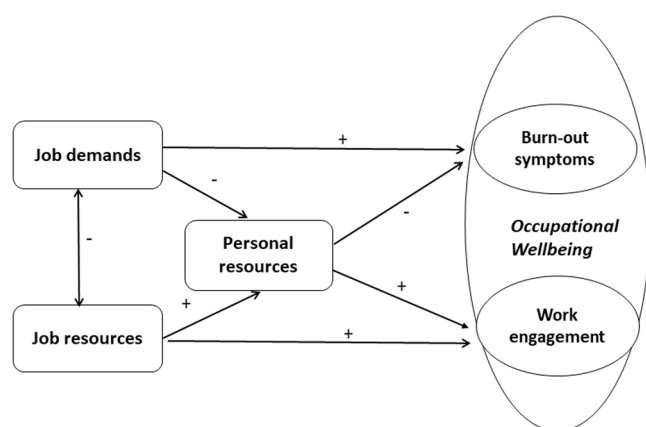 Job demands
+
Burn-out
symptoms
-
-
Personal
resources
-
Occupational
Wellbeing
+
+
Job resources
+
Work
engagement